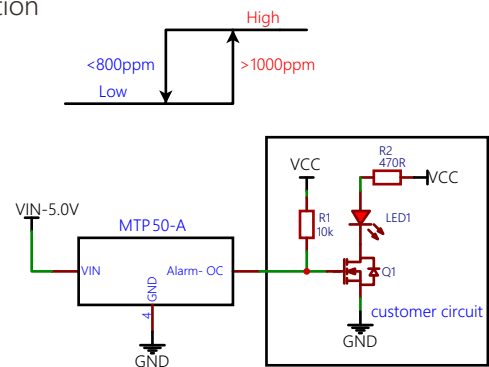 tion
High
<800ppm
>1000ppm
Low
R2
470R
VCC
VCC
VIN-5.0V
R1
10k
LED1
MTP50-A
VIN
Alarm- OC
Q1
GND
4
customer circuit
GND
GND